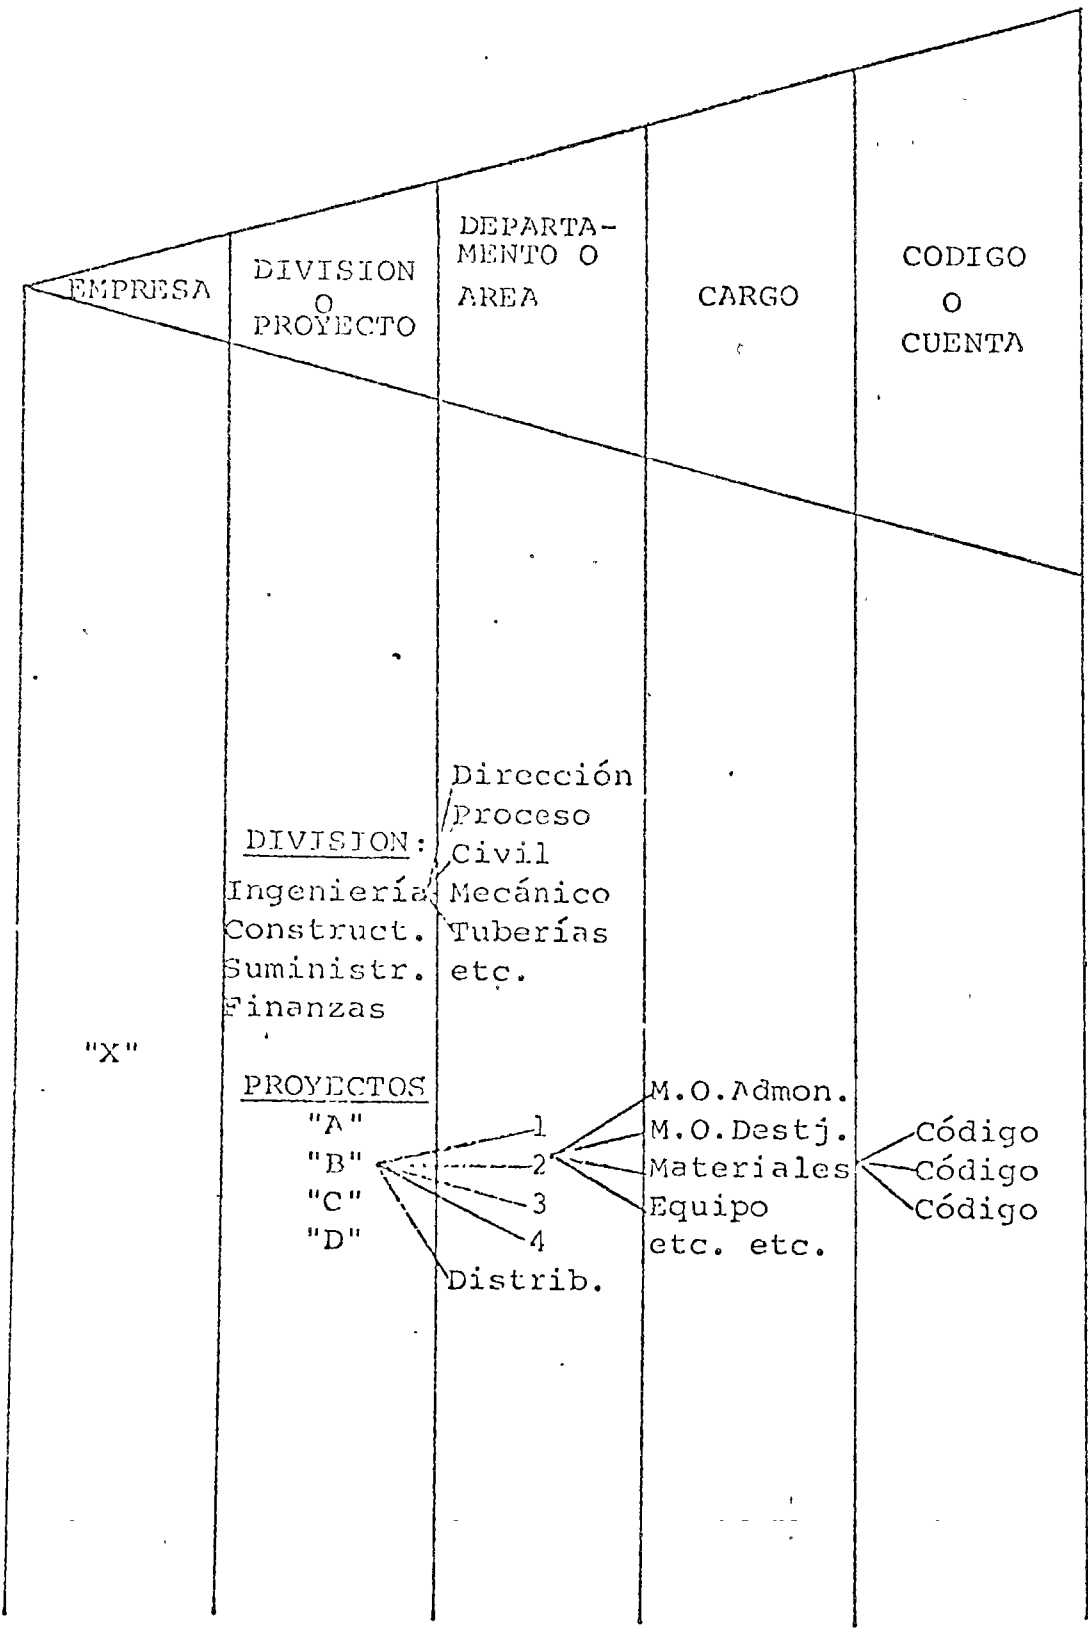 EMPRESA
DIVISION
O
PROYECTO
DEPARTA-
MENTO O
AREA
CARGO
CODIGO
O
CUENTA
"X"
DIVISION:
Ingeniería
Construct.
Suministr.
Finanzas
PROYECTOS
"A"
"B"
"C"
"D"
Dirección
Proceso
Civil
Mecánico
Tuberías
etc.
1
2
3
4
Distrib.
M.O.Admon.
M.O.Destj.
Materiales
Equipo
etc. etc.
Código
Código
Código